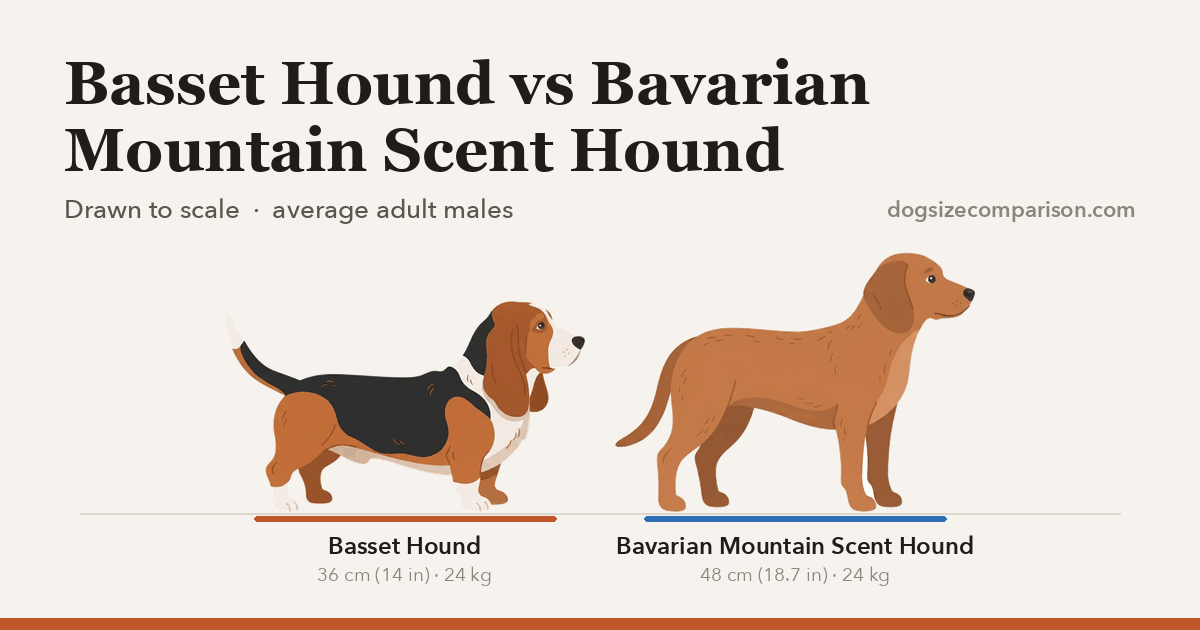 Basset Hound vs Bavarian
Mountain Scent Hound
Drawn to scale · average adult males
dogsizecomparison.com
Basset Hound
36 cm (14 in) · 24 kg
Bavarian Mountain Scent Hound
48 cm (18.7 in) · 24 kg